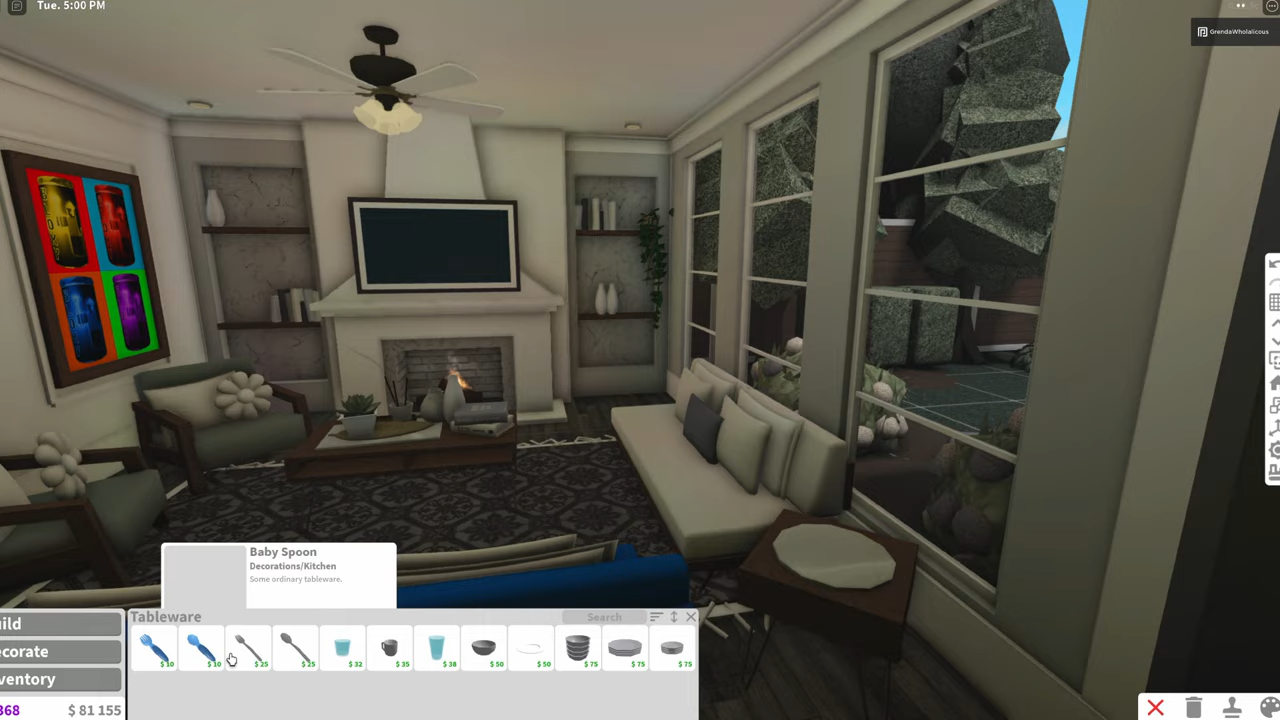 Tue. 5:00 PM
GrendaWholalicous
Baby Spoon
Decorations/Kitchen
Some ordinary tableware.
Tableware
Search
ild
ecorate
ventory
$10
$10
$25
$25
$32
$35
$38
$50
$50
$75
$75
$75
368
$ 81 155